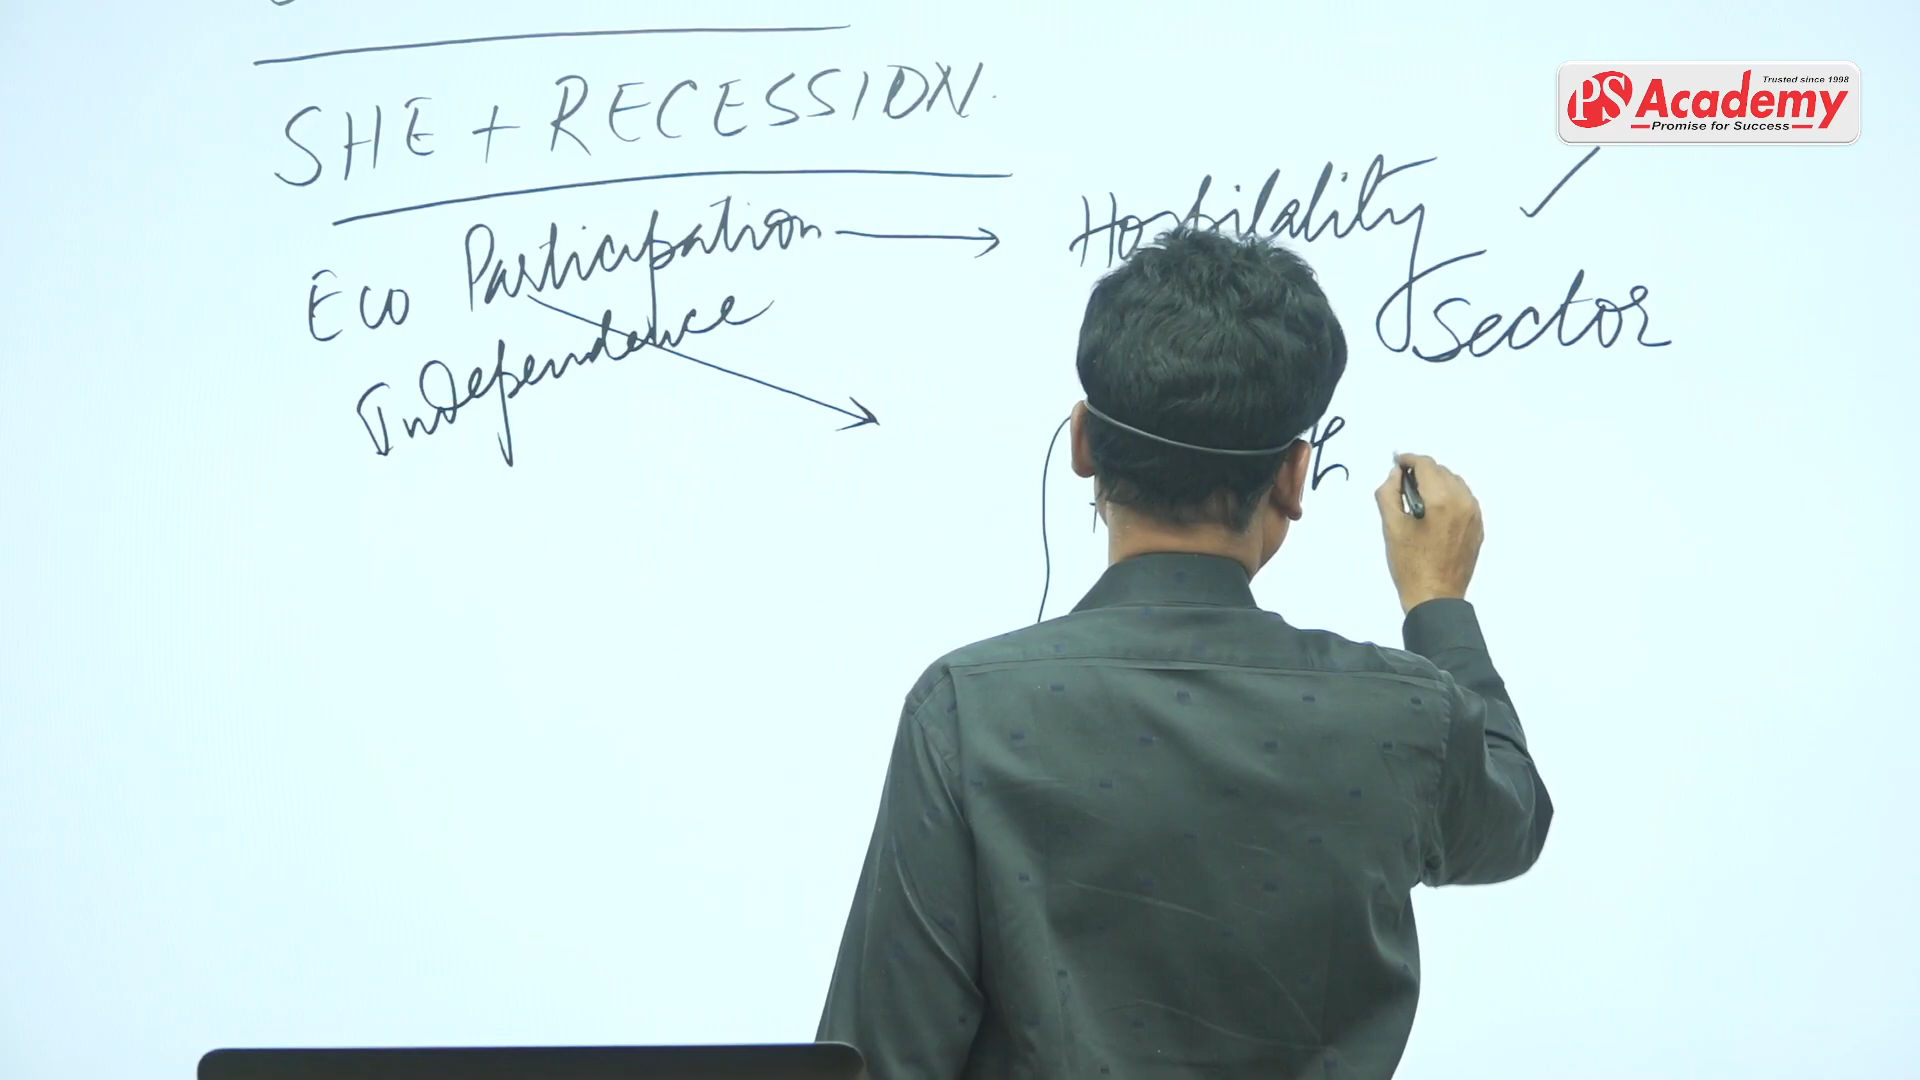 SHE + RECESSION.
Eco Participation → Hospitality
Sector
Independence
PS Academy
Trusted since 1998
Promise for Success